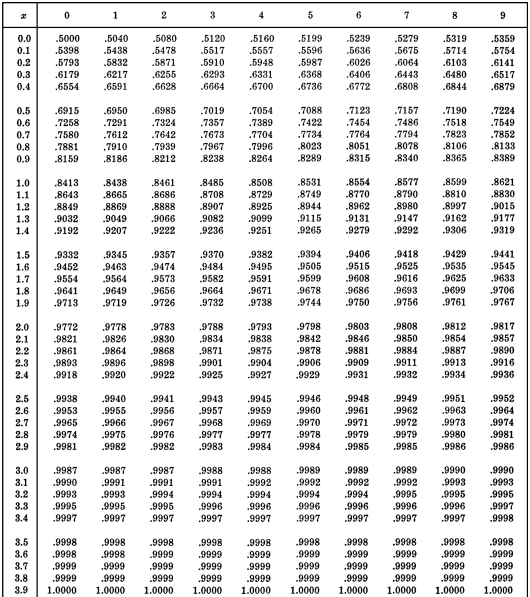 x 0 1 2 3 4 5 6 7 8 9
0.0 .5000 .5040 .5080 .5120 .5160 .5199 .5239 .5279 .5319 .5359
0.1 .5398 .5438 .5478 .5517 .5557 .5596 .5636 .5675 .5714 .5754
0.2 .5793 .5832 .5871 .5910 .5948 .5987 .6026 .6064 .6103 .6141
0.3 .6179 .6217 .6255 .6293 .6331 .6368 .6406 .6443 .6480 .6517
0.4 .6554 .6591 .6628 .6664 .6700 .6736 .6772 .6808 .6844 .6879
0.5 .6915 .6950 .6985 .7019 .7054 .7088 .7123 .7157 .7190 .7224
0.6 .7258 .7291 .7324 .7357 .7389 .7422 .7454 .7486 .7518 .7549
0.7 .7580 .7612 .7642 .7673 .7704 .7734 .7764 .7794 .7823 .7852
0.8 .7881 .7910 .7939 .7967 .7996 .8023 .8051 .8078 .8106 .8133
0.9 .8159 .8186 .8212 .8238 .8264 .8289 .8315 .8340 .8365 .8389
1.0 .8413 .8438 .8461 .8485 .8508 .8531 .8554 .8577 .8599 .8621
1.1 .8643 .8665 .8686 .8708 .8729 .8749 .8770 .8790 .8810 .8830
1.2 .8849 .8869 .8888 .8907 .8925 .8944 .8962 .8980 .8997 .9015
1.3 .9032 .9049 .9066 .9082 .9099 .9115 .9131 .9147 .9162 .9177
1.4 .9192 .9207 .9222 .9236 .9251 .9265 .9279 .9292 .9306 .9319
1.5 .9332 .9345 .9357 .9370 .9382 .9394 .9406 .9418 .9429 .9441
1.6 .9452 .9463 .9474 .9484 .9495 .9505 .9515 .9525 .9535 .9545
1.7 .9554 .9564 .9573 .9582 .9591 .9599 .9608 .9616 .9625 .9633
1.8 .9641 .9649 .9656 .9664 .9671 .9678 .9686 .9693 .9699 .9706
1.9 .9713 .9719 .9726 .9732 .9738 .9744 .9750 .9756 .9761 .9767
2.0 .9772 .9778 .9783 .9788 .9793 .9798 .9803 .9808 .9812 .9817
2.1 .9821 .9826 .9830 .9834 .9838 .9842 .9846 .9850 .9854 .9857
2.2 .9861 .9864 .9868 .9871 .9875 .9878 .9881 .9884 .9887 .9890
2.3 .9893 .9896 .9898 .9901 .9904 .9906 .9909 .9911 .9913 .9916
2.4 .9918 .9920 .9922 .9925 .9927 .9929 .9931 .9932 .9934 .9936
2.5 .9938 .9940 .9941 .9943 .9945 .9946 .9948 .9949 .9951 .9952
2.6 .9953 .9955 .9956 .9957 .9959 .9960 .9961 .9962 .9963 .9964
2.7 .9965 .9966 .9967 .9968 .9969 .9970 .9971 .9972 .9973 .9974
2.8 .9974 .9975 .9976 .9977 .9977 .9978 .9979 .9979 .9980 .9981
2.9 .9981 .9982 .9982 .9983 .9984 .9984 .9985 .9985 .9986 .9986
3.0 .9987 .9987 .9987 .9988 .9988 .9989 .9989 .9989 .9990 .9990
3.1 .9990 .9991 .9991 .9991 .9992 .9992 .9992 .9992 .9993 .9993
3.2 .9993 .9993 .9994 .9994 .9994 .9994 .9994 .9995 .9995 .9995
3.3 .9995 .9995 .9995 .9996 .9996 .9996 .9996 .9996 .9996 .9997
3.4 .9997 .9997 .9997 .9997 .9997 .9997 .9997 .9997 .9997 .9998
3.5 .9998 .9998 .9998 .9998 .9998 .9998 .9998 .9998 .9998 .9998
3.6 .9998 .9998 .9999 .9999 .9999 .9999 .9999 .9999 .9999 .9999
3.7 .9999 .9999 .9999 .9999 .9999 .9999 .9999 .9999 .9999 .9999
3.8 .9999 .9999 .9999 .9999 .9999 .9999 .9999 .9999 .9999 .9999
3.9 1.0000 1.0000 1.0000 1.0000 1.0000 1.0000 1.0000 1.0000 1.0000 1.0000